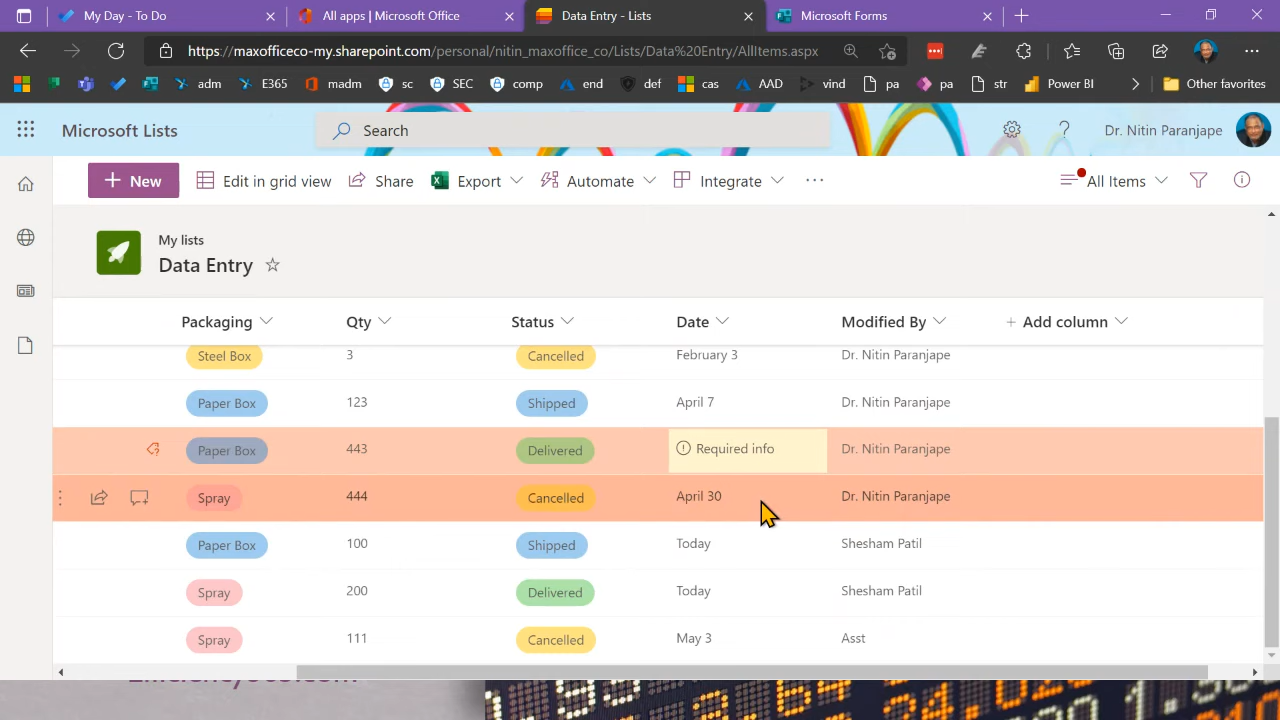 My Day - To Do
All apps | Microsoft Office
Data Entry - Lists
Microsoft Forms
https://maxofficeco-my.sharepoint.com/personal/nitin_maxoffice_co/Lists/Data%20Entry/AllItems.aspx
adm E365 madm sc SEC comp end def cas AAD vind pa pa str Power BI Other favorites
Microsoft Lists Search Dr. Nitin Paranjape
New Edit in grid view Share Export Automate Integrate All Items
My lists
Data Entry
Packaging Qty Status Date Modified By + Add column
Steel Box 3 Cancelled February 3 Dr. Nitin Paranjape
Paper Box 123 Shipped April 7 Dr. Nitin Paranjape
Paper Box 443 Delivered Required info Dr. Nitin Paranjape
Spray 444 Cancelled April 30 Dr. Nitin Paranjape
Paper Box 100 Shipped Today Shesham Patil
Spray 200 Delivered Today Shesham Patil
Spray 111 Cancelled May 3 Asst